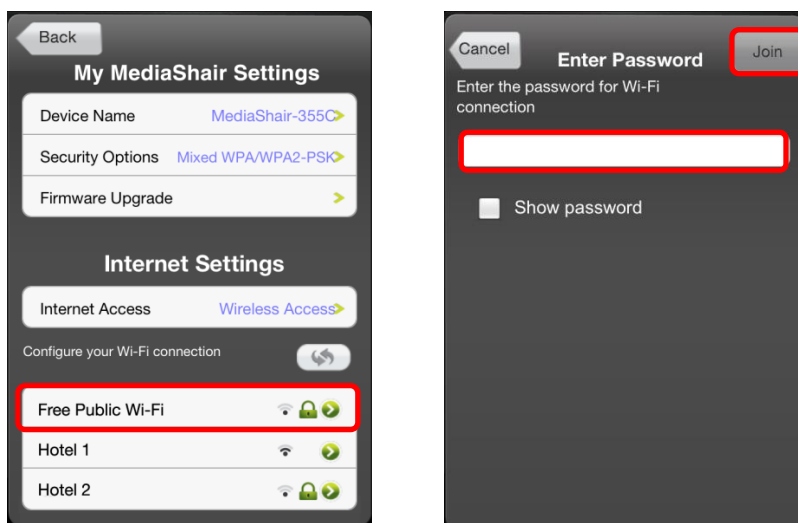 Back
My MediaShair Settings
Device Name MediaShair-355C
Security Options Mixed WPA/WPA2-PSK
Firmware Upgrade
Internet Settings
Internet Access Wireless Access
Configure your Wi-Fi connection
Free Public Wi-Fi
Hotel 1
Hotel 2
Cancel
Enter Password
Join
Enter the password for Wi-Fi
connection
Show password